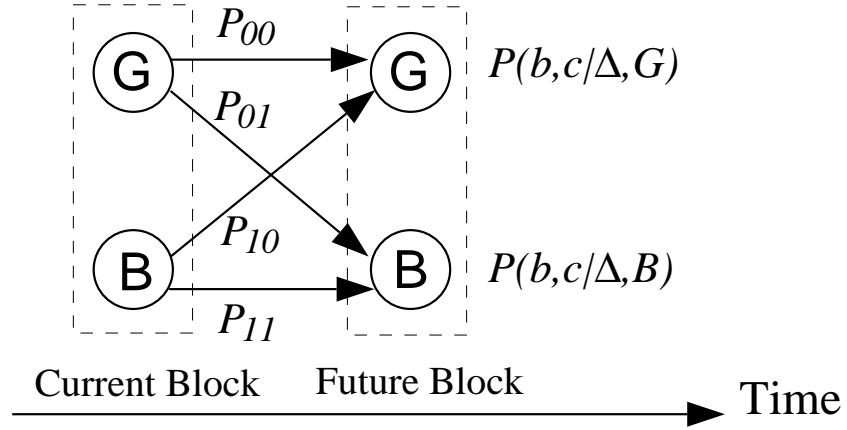 P00
G G P(b,c/Δ,G)
P01
P10
B B P(b,c/Δ,B)
P11
Current Block Future Block
Time